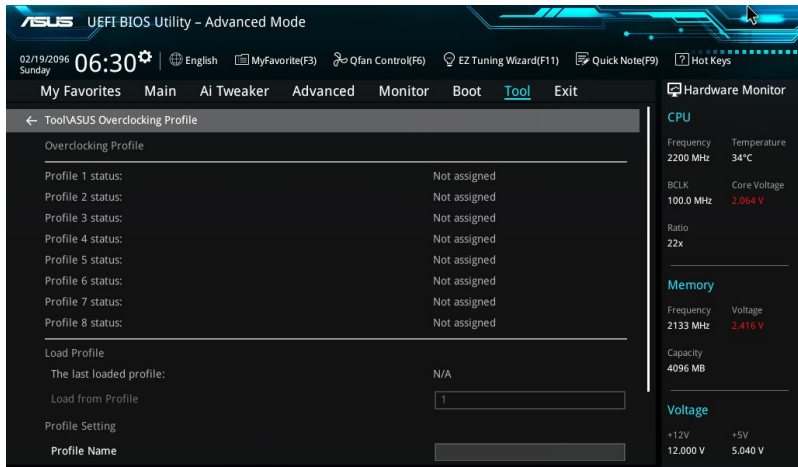 ASUS UEFI BIOS Utility – Advanced Mode
02/19/2096 Sunday 06:30 English MyFavorite(F3) Qfan Control(F6) EZ Tuning Wizard(F11) Quick Note(F9) ? Hot Keys
My Favorites Main Ai Tweaker Advanced Monitor Boot Tool Exit
← Tool\ASUS Overclocking Profile
Overclocking Profile
Profile 1 status: Not assigned
Profile 2 status: Not assigned
Profile 3 status: Not assigned
Profile 4 status: Not assigned
Profile 5 status: Not assigned
Profile 6 status: Not assigned
Profile 7 status: Not assigned
Profile 8 status: Not assigned
Load Profile
The last loaded profile: N/A
Load from Profile 1
Profile Setting
Profile Name
Hardware Monitor
CPU
Frequency Temperature
2200 MHz 34°C
BCLK Core Voltage
100.0 MHz 2.064 V
Ratio
22x
Memory
Frequency Voltage
2133 MHz 2.416 V
Capacity
4096 MB
Voltage
+12V +5V
12.000 V 5.040 V